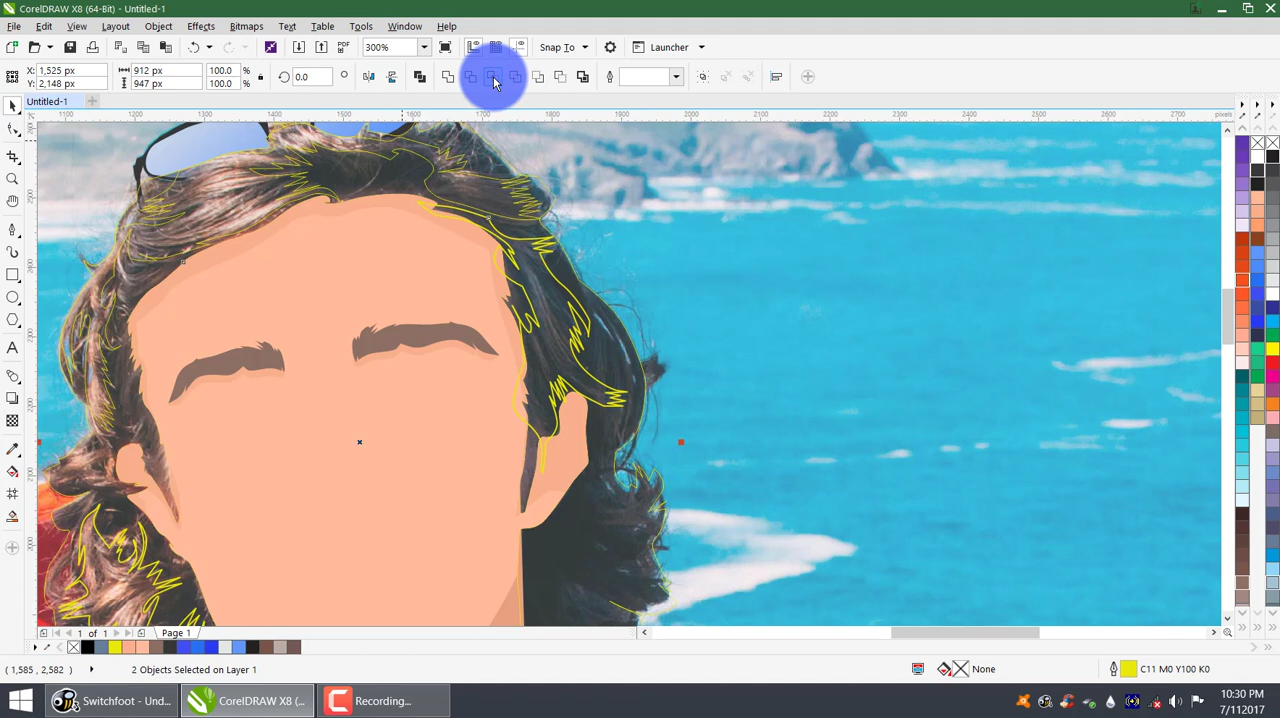 CorelDRAW X8 (64-Bit) - Untitled-1
File Edit View Layout Object Effects Bitmaps Text Table Tools Window Help
PDF 300% Snap To Launcher
X: 1,525 px 912 px 100.0 % 0.0
Y: 2,148 px 947 px 100.0 %
Untitled-1
1100 1200 1300 1400 1500 1600 1700 1800 1900 2000 2100 2200 2300 2400 2500 2600 2700 pixels
1 of 1 Page 1
( 1,585 , 2,582 ) 2 Objects Selected on Layer 1 None C11 M0 Y100 K0
Switchfoot - Und... CorelDRAW X8 (... Recording... 10:30 PM
7/11/2017